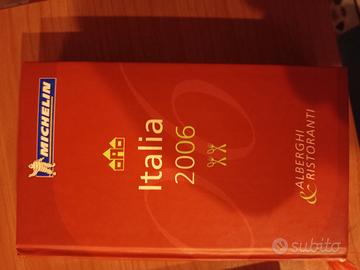 MICHELIN
Italia
2006
ALBERGHI
& RISTORANTI
subito